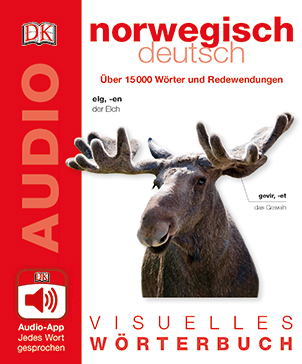 DK
norwegisch
deutsch
Über 15 000 Wörter und Redewendungen
elg, -en
der Elch
gevir, -et
das Geweih
AUDIO
DK
Audio-App
Jedes Wort
gesprochen
VISUELLES
WÖRTERBUCH